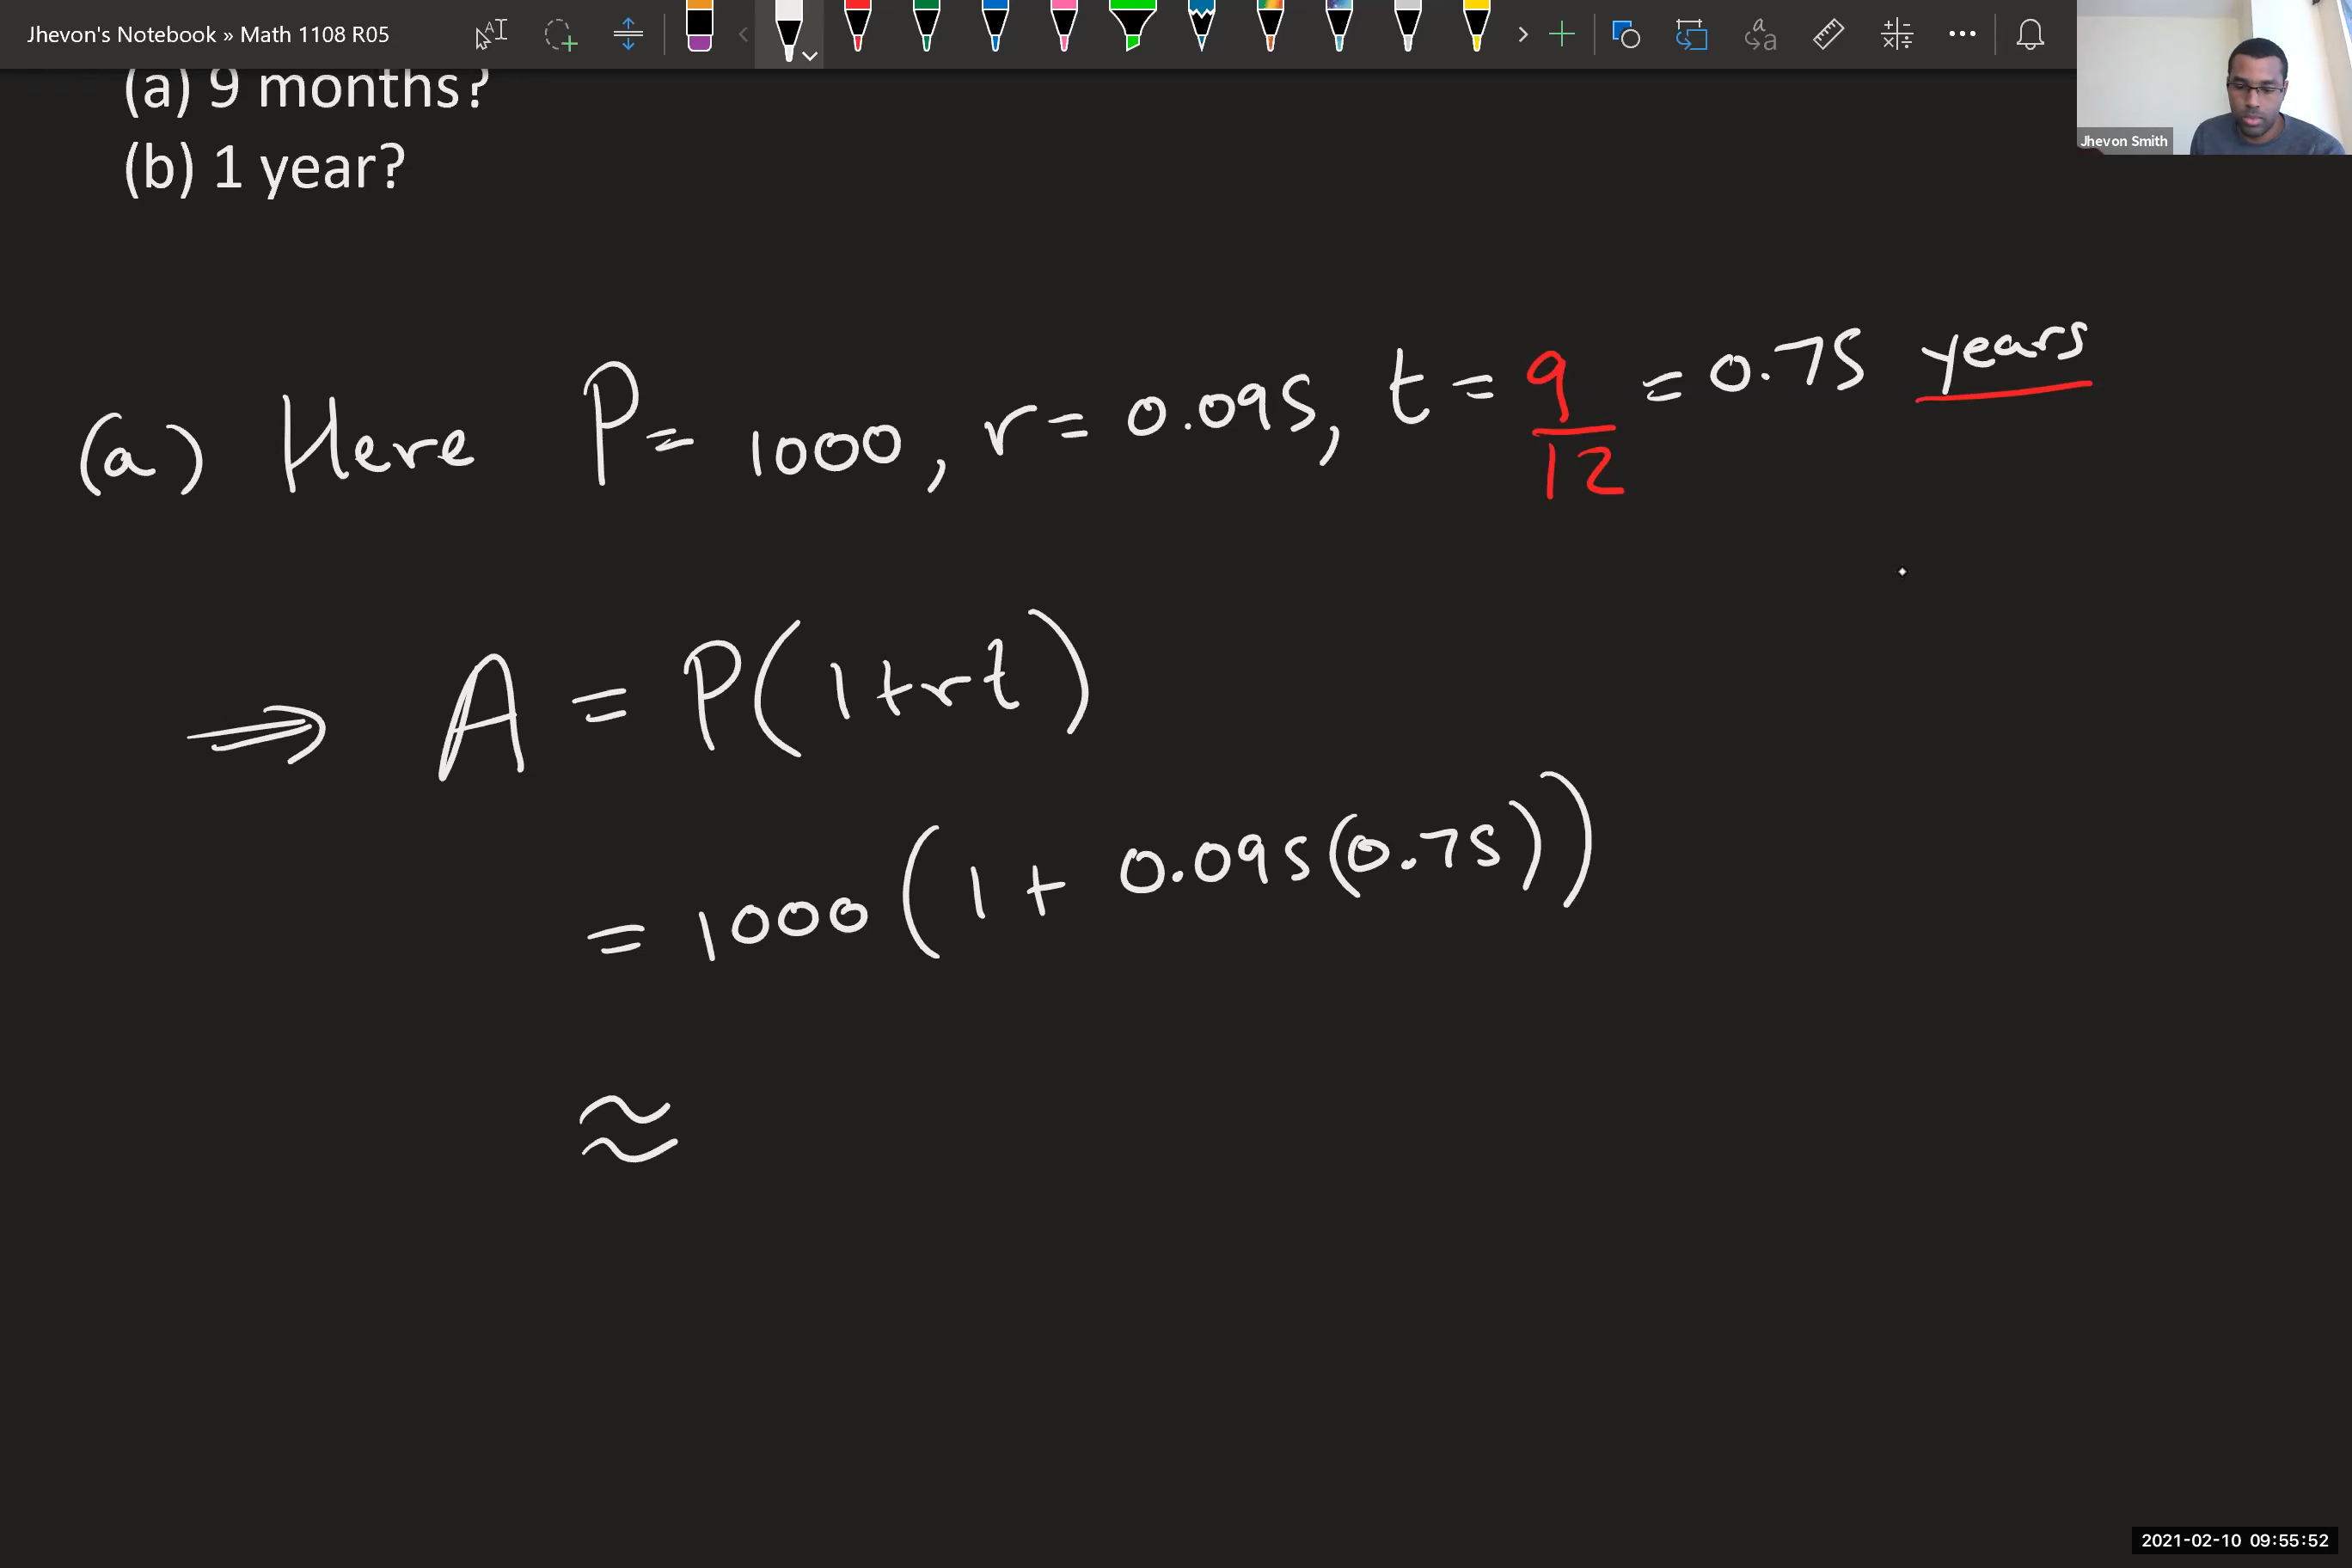 Jhevon's Notebook » Math 1108 R05
Jhevon Smith
(a) 9 months?
(b) 1 year?
(a) Here P = 1000, r = 0.095, t = 9/12 = 0.75 years
⟹ A = P(1+rt)
= 1000(1 + 0.095(0.75))
≈
2021-02-10 09:55:52